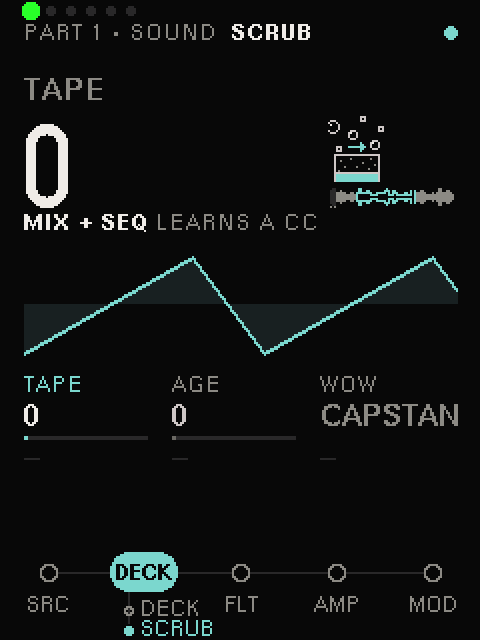 PART 1 · SOUND SCRUB
TAPE
0
MIX + SEQ LEARNS A CC
TAPE AGE WOW
0 0 CAPSTAN
DECK
SRC DECK FLT AMP MOD
SCRUB